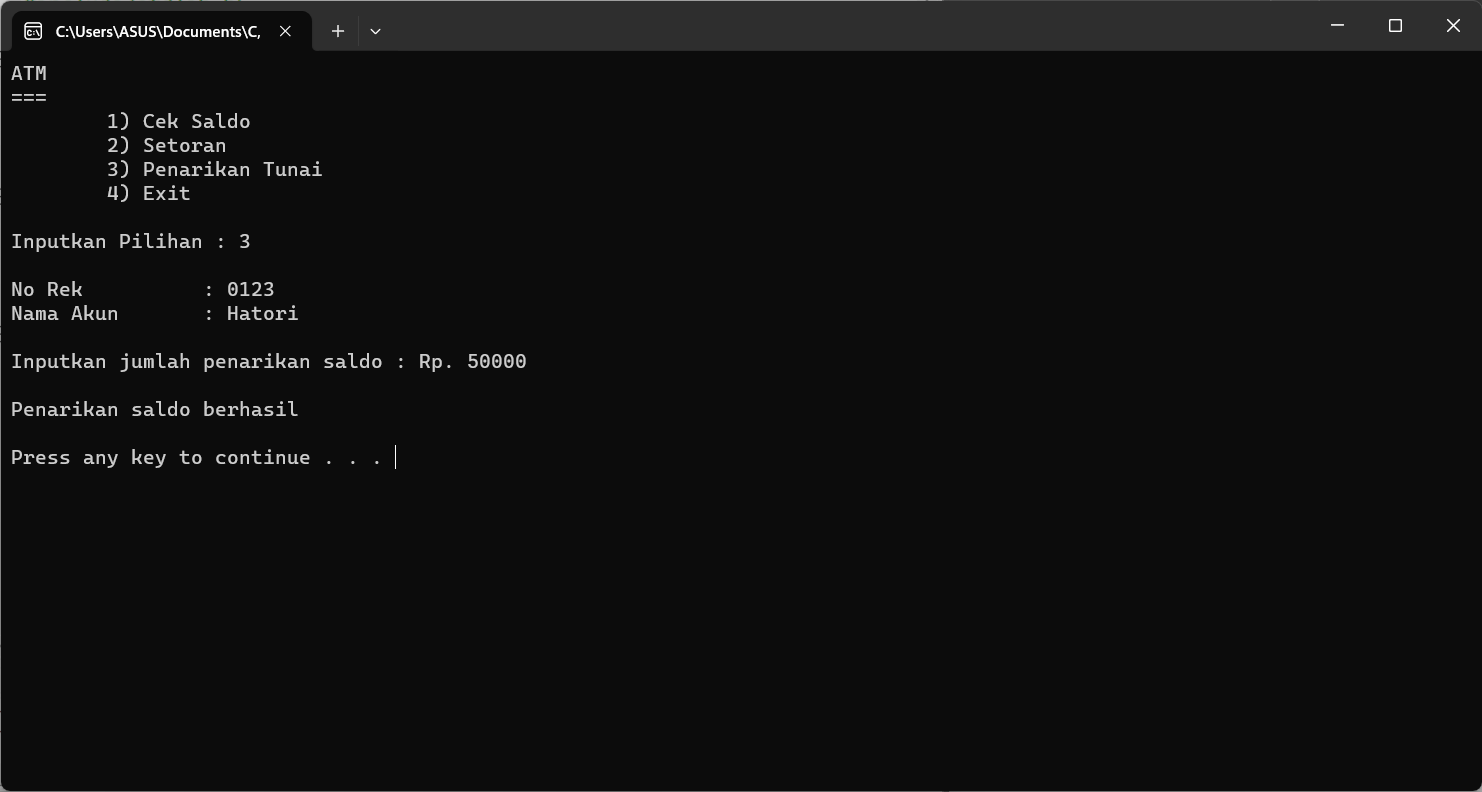 C:\Users\ASUS\Documents\C,
ATM
===
1) Cek Saldo
2) Setoran
3) Penarikan Tunai
4) Exit
Inputkan Pilihan : 3
No Rek : 0123
Nama Akun : Hatori
Inputkan jumlah penarikan saldo : Rp. 50000
Penarikan saldo berhasil
Press any key to continue . . .